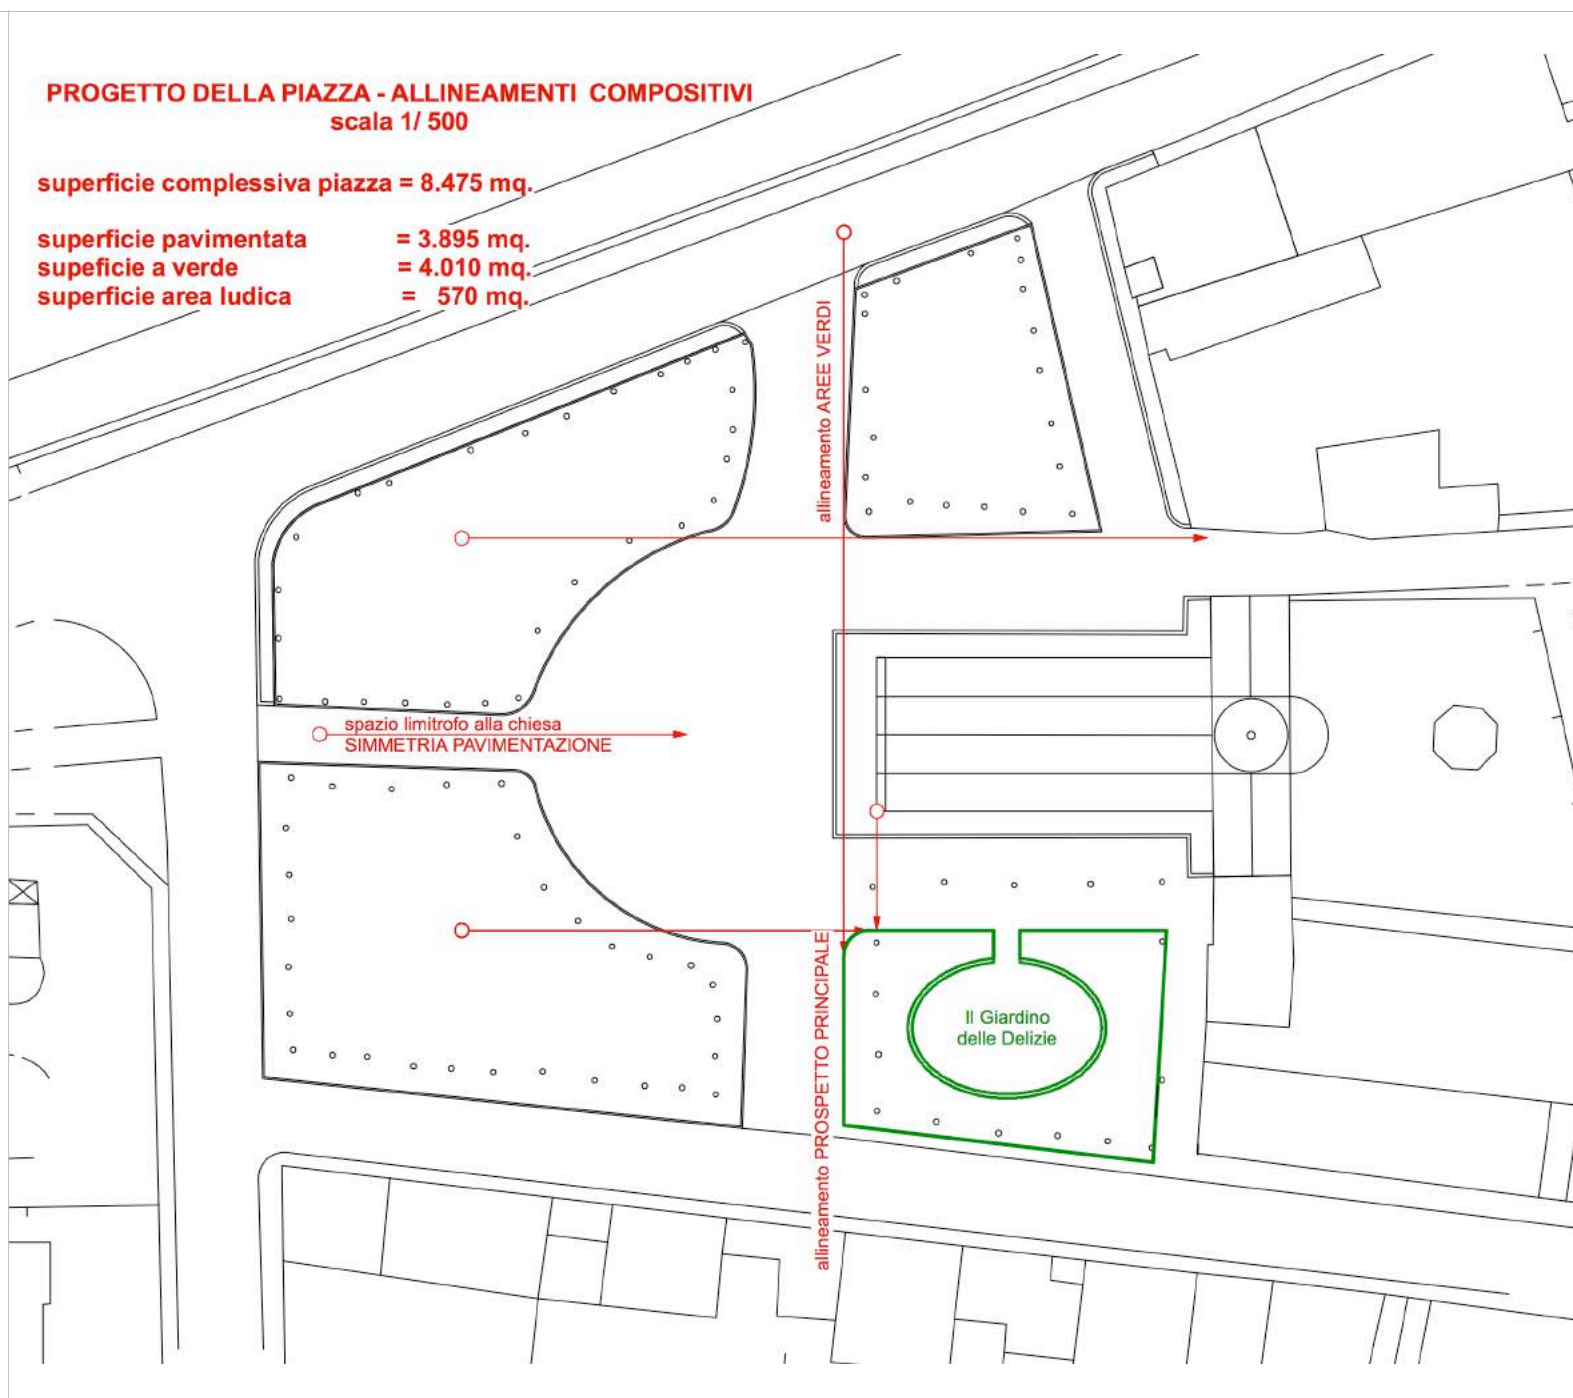 PROGETTO DELLA PIAZZA - ALLINEAMENTI COMPOSITIVI
scala 1/ 500
superficie complessiva piazza = 8.475 mq.
superficie pavimentata = 3.895 mq.
supeficie a verde = 4.010 mq.
superficie area ludica = 570 mq.
allineamento AREE VERDI
spazio limitrofo alla chiesa
SIMMETRIA PAVIMENTAZIONE
allineamento PROSPETTO PRINCIPALE
Il Giardino
delle Delizie